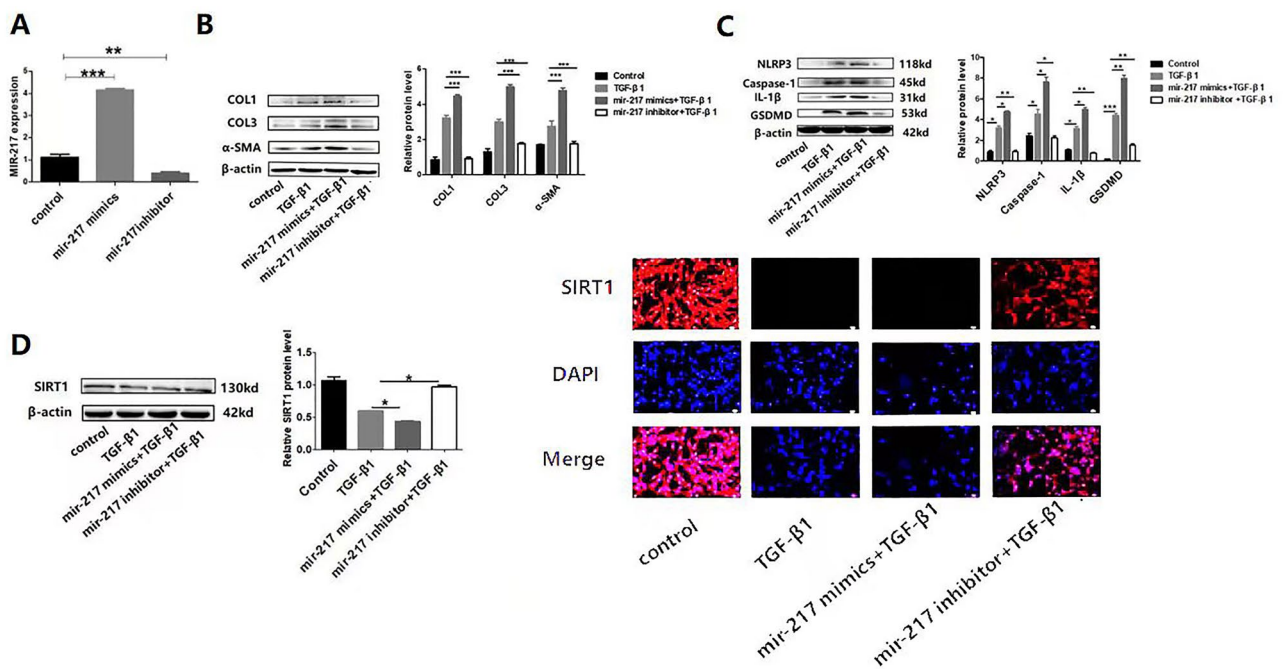 A
**
***
MIR-217 expression
5
4
3
2
1
0
control
mir-217 mimics
mir-217inhibitor
B
COL1
COL3
α-SMA
β-actin
control
TGF-β1
mir-217 mimics+TGF-β1
mir-217 inhibitor+TGF-β1
Relative protein level
6
4
2
0
***
***
***
***
***
***
COL1
COL3
α-SMA
Control
TGF-β1
mir-217 mimics+TGF-β1
mir-217 inhibitor+TGF-β1
C
NLRP3
118kd
Caspase-1
45kd
IL-1β
31kd
GSDMD
53kd
β-actin
42kd
control
TGF-β1
mir-217 mimics+TGF-β1
mir-217 inhibitor+TGF-β1
Relative protein level
10
8
6
4
2
0
**
*
*
*
**
*
*
**
**
***
NLRP3
Caspase-1
IL-1β
GSDMD
Control
TGF-β1
mir-217 mimics+TGF-β1
mir-217 inhibitor+TGF-β1
D
SIRT1
130kd
β-actin
42kd
control
TGF-β1
mir-217 mimics+TGF-β1
mir-217 inhibitor+TGF-β1
Relative SIRT1 protein level
1.5
1.0
0.5
0.0
*
*
Control
TGF-β1
mir-217 mimics+TGF-β1
mir-217 inhibitor+TGF-β1
SIRT1
DAPI
Merge
control
TGF-β1
mir-217 mimics+TGF-β1
mir-217 inhibitor+TGF-β1